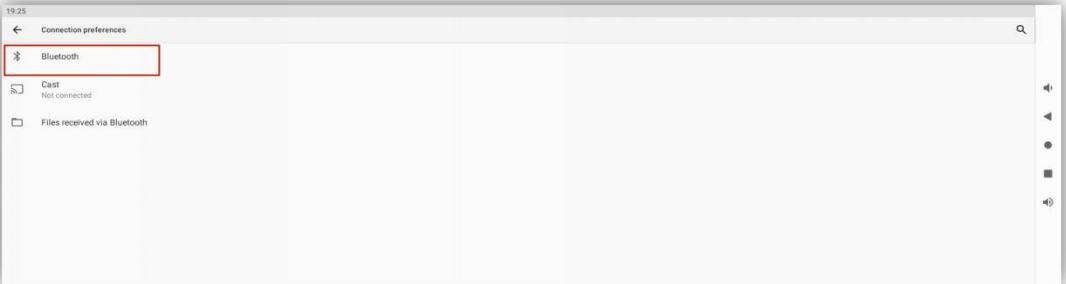 19:25
Connection preferences
Bluetooth
Cast
Not connected
Files received via Bluetooth